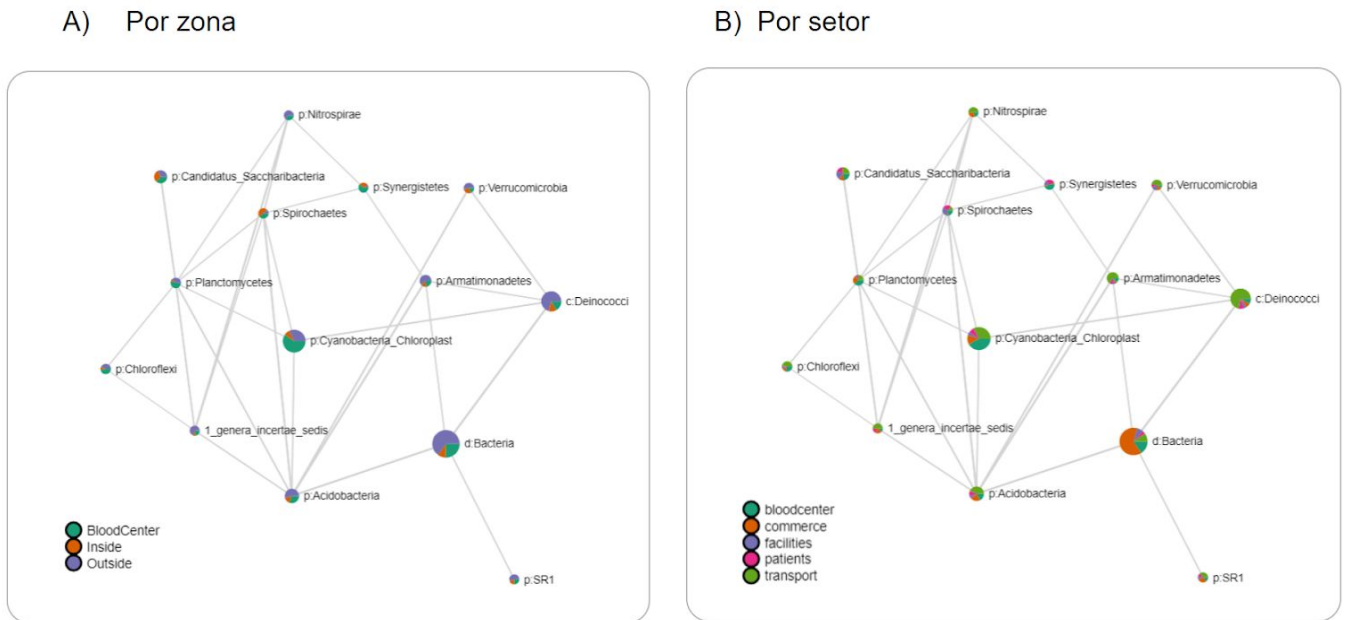 A) Por zona
B) Por setor
p:Nitrospirae
p:Candidatus_Saccharibacteria
p:Synergistetes
p:Verrucomicrobia
p:Spirochaetes
p:Planctomycetes
p:Armatimonadetes
c:Deinococci
p:Cyanobacteria_Chloroplast
p:Chloroflexi
1_genera_incertae_sedis
d:Bacteria
p:Acidobacteria
BloodCenter
Inside
Outside
p:SR1
p:Nitrospirae
p:Candidatus_Saccharibacteria
p:Synergistetes
p:Verrucomicrobia
p:Spirochaetes
p:Planctomycetes
p:Armatimonadetes
c:Deinococci
p:Cyanobacteria_Chloroplast
p:Chloroflexi
1_genera_incertae_sedis
d:Bacteria
p:Acidobacteria
bloodcenter
commerce
facilities
patients
transport
p:SR1